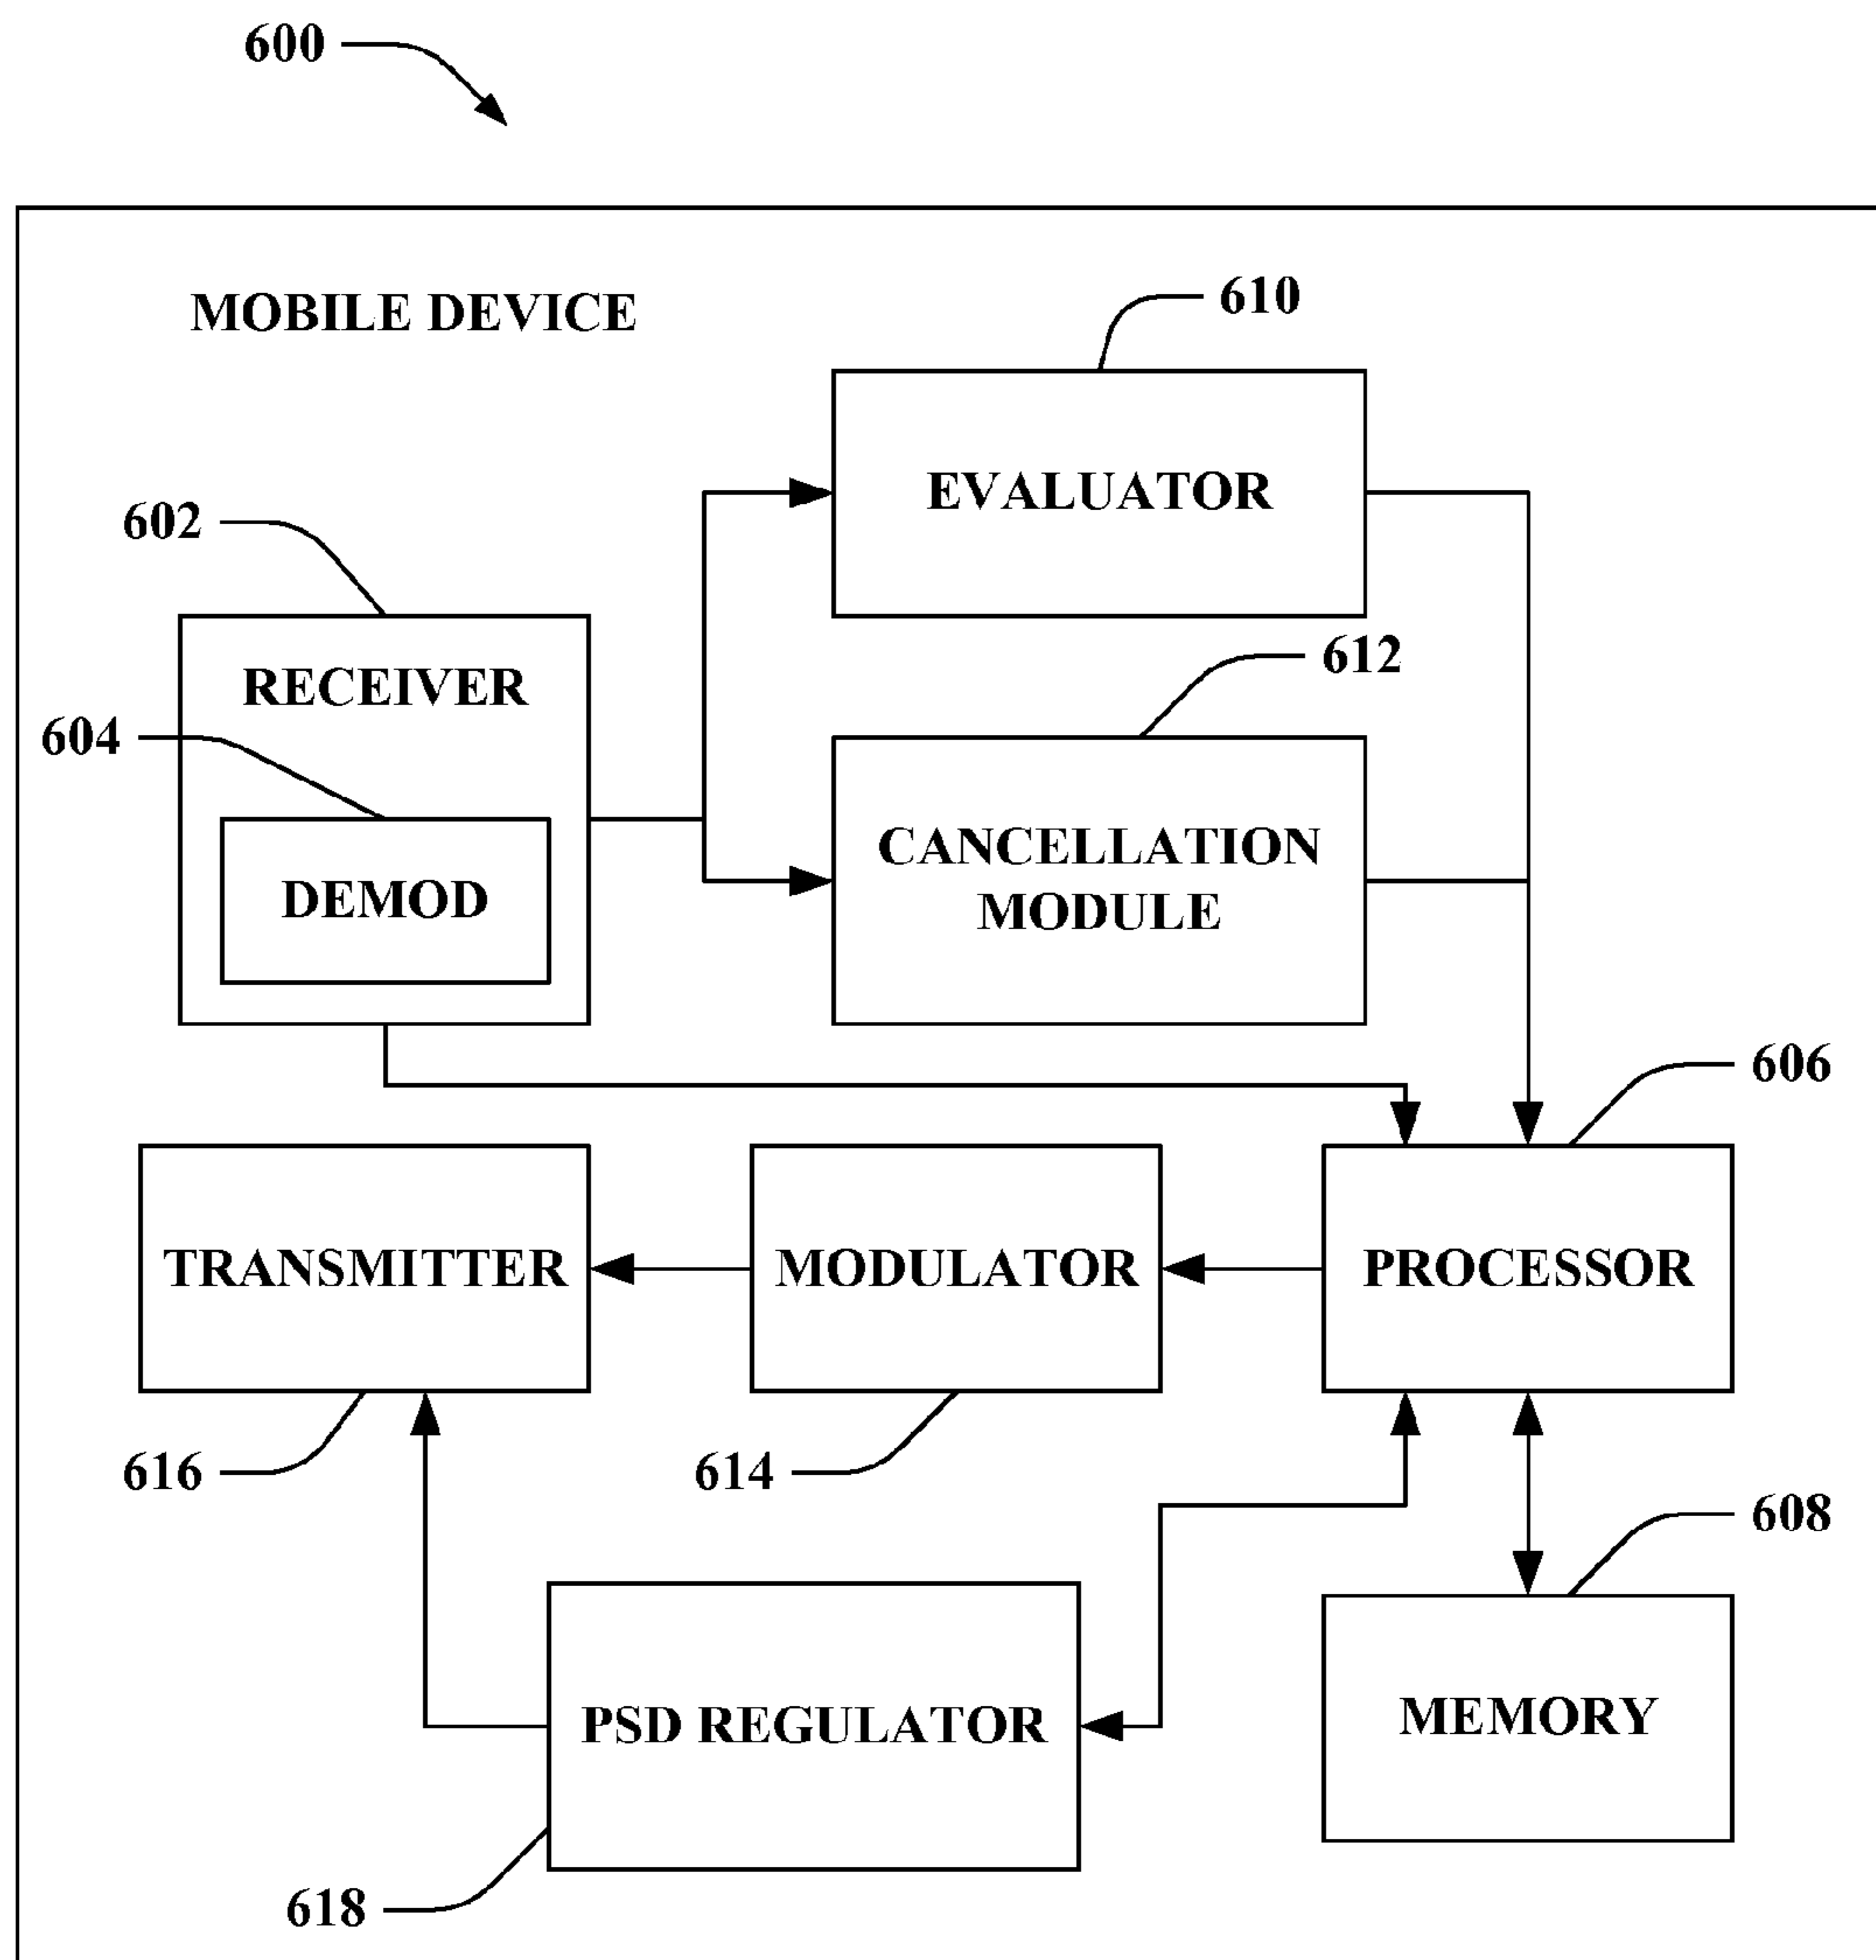 600
MOBILE DEVICE
610
EVALUATOR
602
RECEIVER
612
604
DEMOD
CANCELLATION
MODULE
606
TRANSMITTER
MODULATOR
PROCESSOR
616
614
608
PSD REGULATOR
MEMORY
618